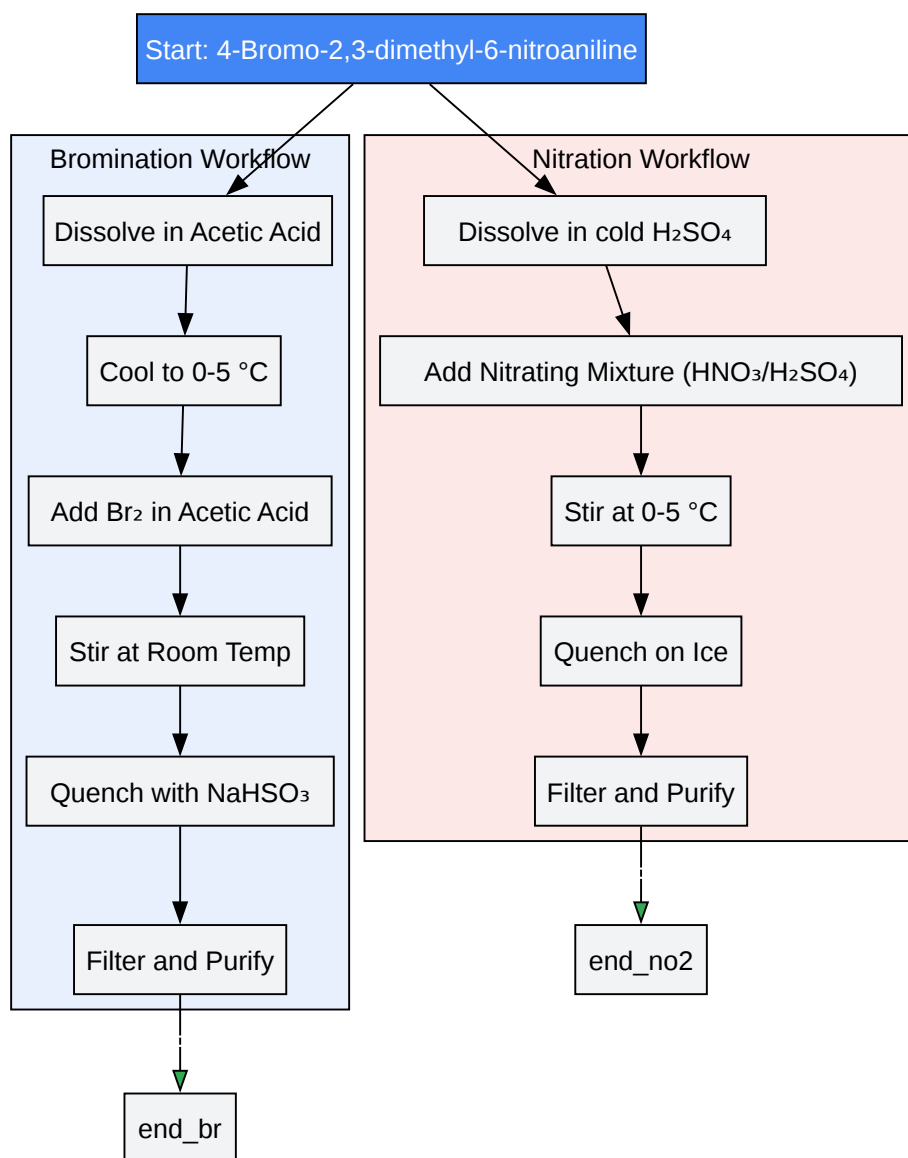 Start: 4-Bromo-2,3-dimethyl-6-nitroaniline
Bromination Workflow
Dissolve in Acetic Acid
Cool to 0-5 °C
Add Br₂ in Acetic Acid
Stir at Room Temp
Quench with NaHSO₃
Filter and Purify
end_br
Nitration Workflow
Dissolve in cold H₂SO₄
Add Nitrating Mixture (HNO₃/H₂SO₄)
Stir at 0-5 °C
Quench on Ice
Filter and Purify
end_no2